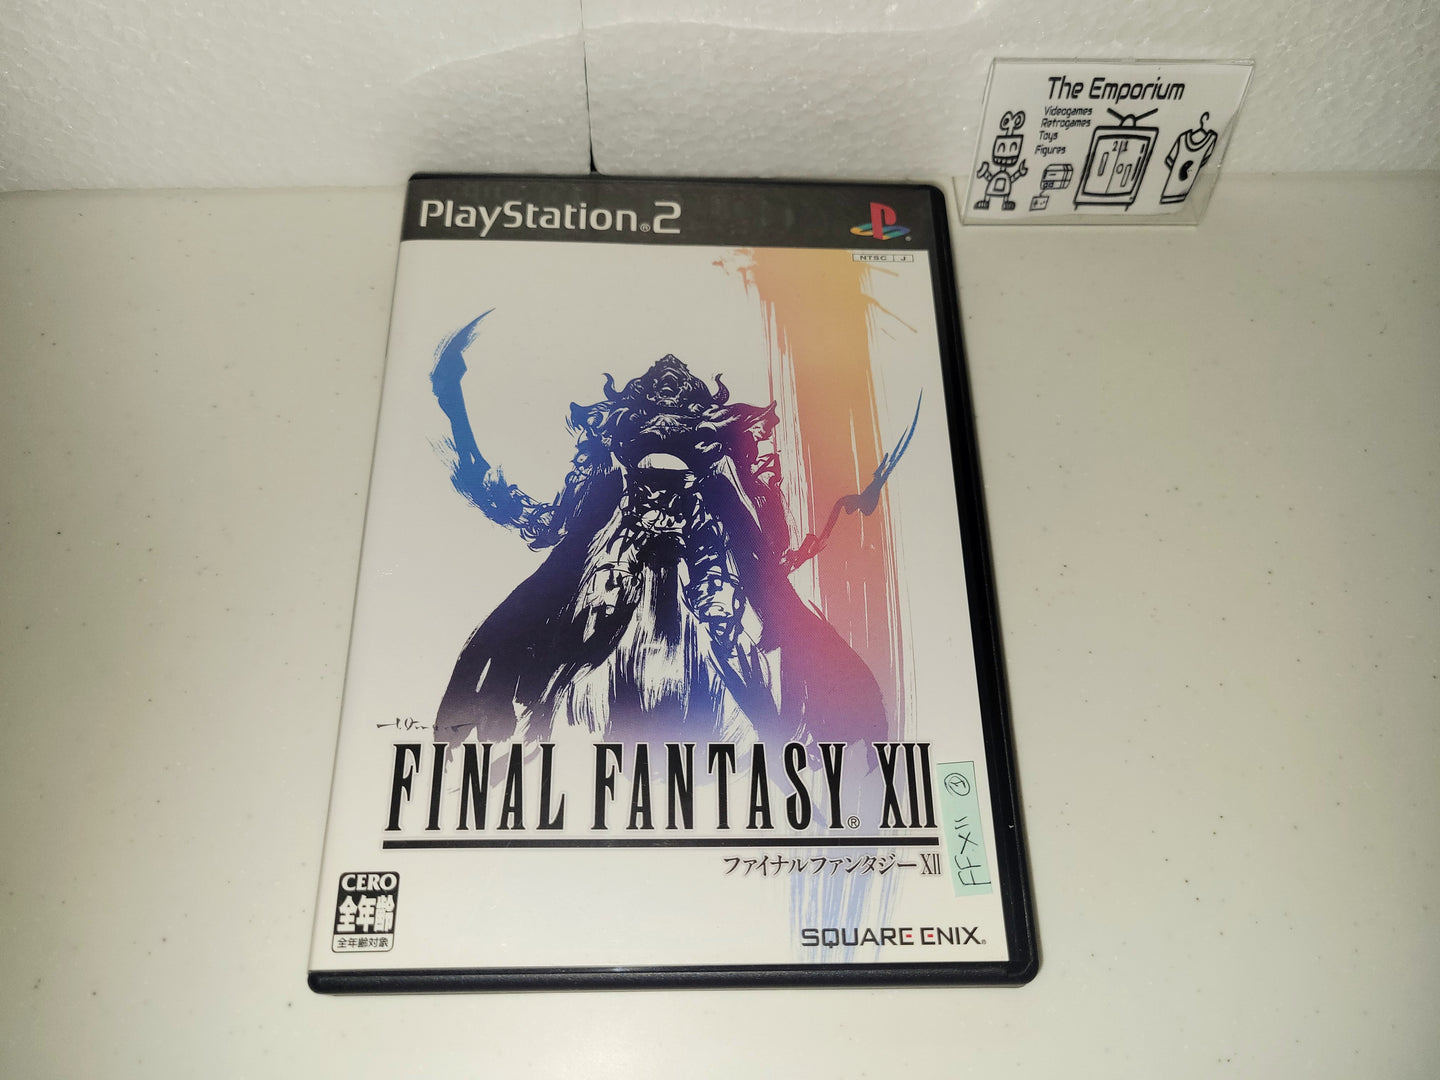 The Emporium
Videogames
Retrogames
Toys
Figures
PlayStation®2
NTSC J
FINAL FANTASY® XII
ファイナルファンタジーXII
CERO
全年齢
全年齢対象
SQUARE ENIX®